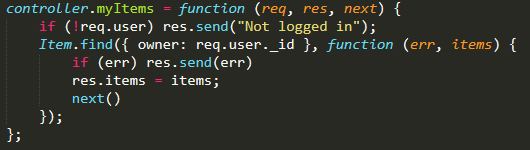 controller.myItems = function (req, res, next) {
    if (!req.user) res.send("Not logged in");
    Item.find({ owner: req.user._id }, function (err, items) {
        if (err) res.send(err)
        res.items = items;
        next()
    });
};